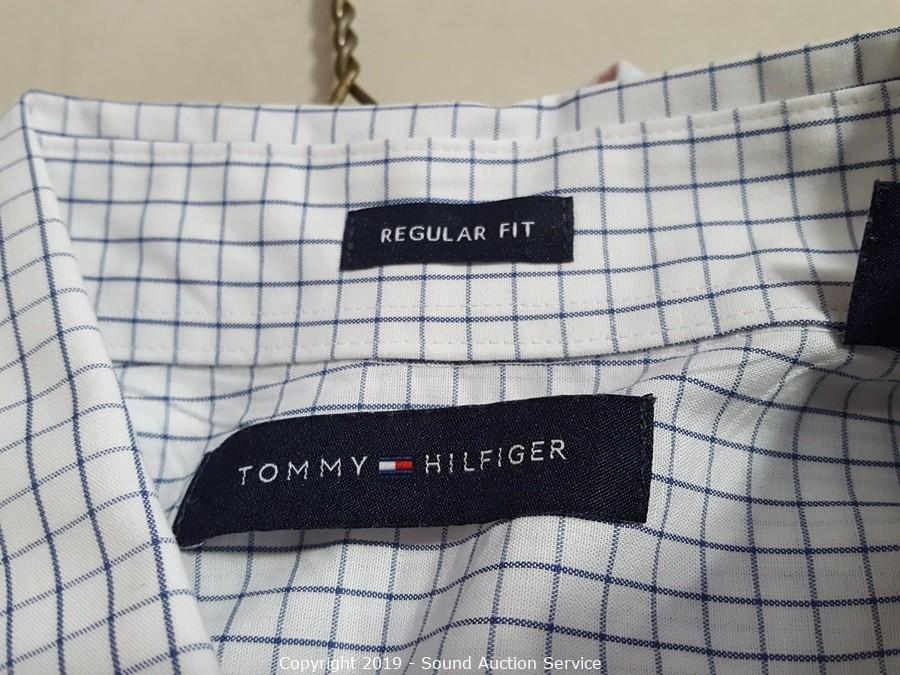 REGULAR FIT
TOMMY HILFIGER
Copyright 2019 - Sound Auction Service